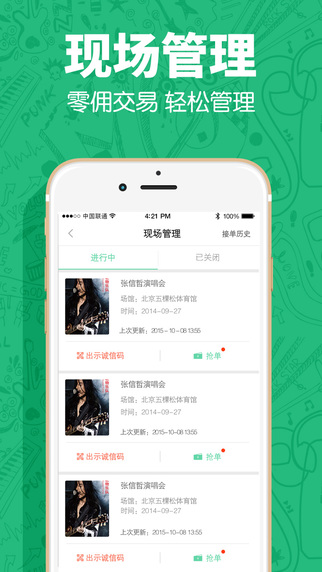 现场管理
零佣交易 轻松管理
中国联通 4:21 PM 100%
现场管理 接单历史
进行中 已关闭
张信哲演唱会
场馆：北京五棵松体育馆
时间：2014-09-27
上次更新：2015-10-08 13:55
出示诚信码 抢单
张信哲演唱会
场馆：北京五棵松体育馆
时间：2014-09-27
上次更新：2015-10-08 13:55
出示诚信码 抢单
张信哲演唱会
场馆：北京五棵松体育馆
时间：2014-09-27
上次更新：2015-10-08 13:55
出示诚信码 抢单